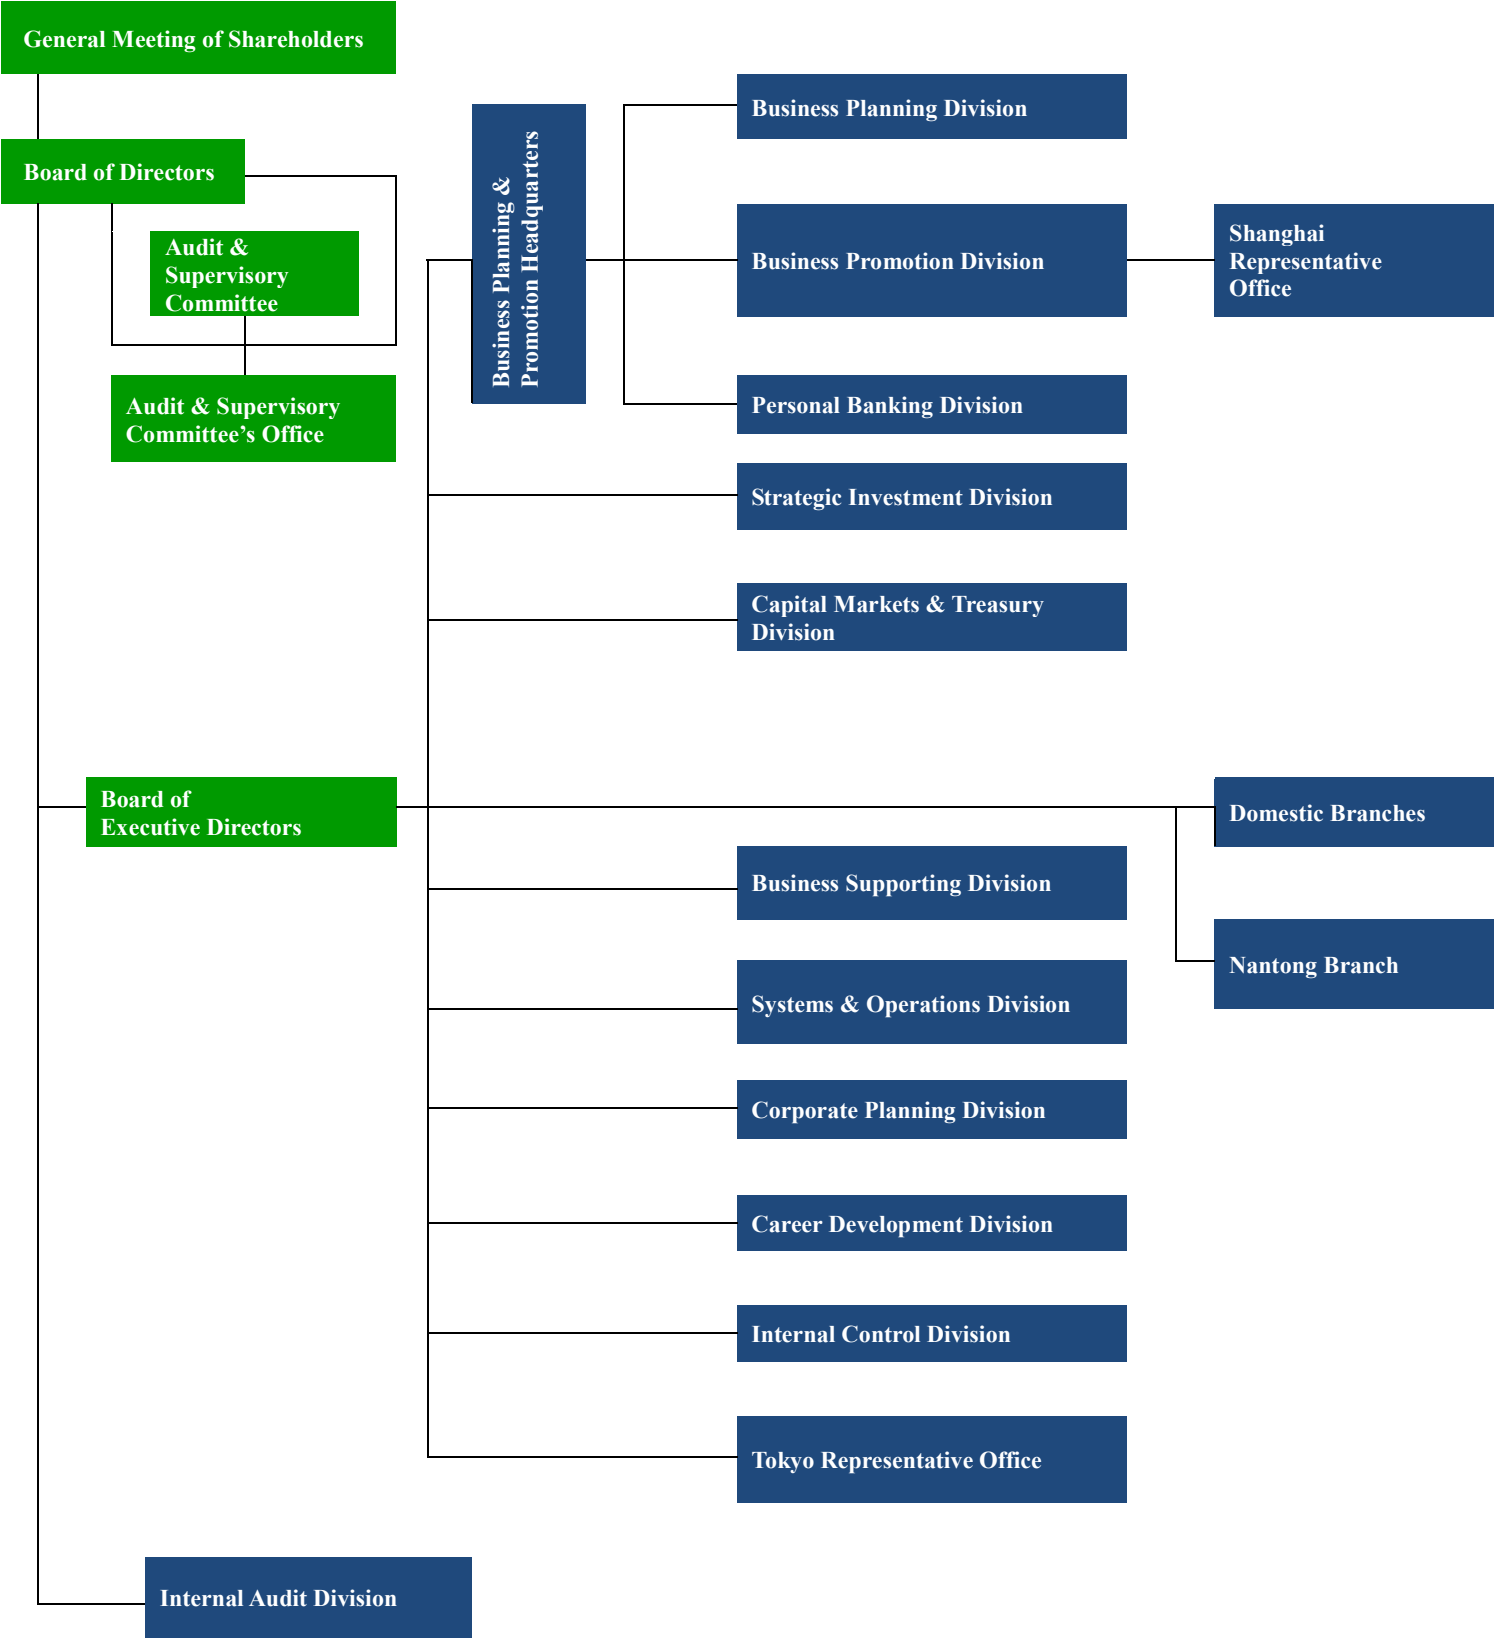 General Meeting of Shareholders
Board of Directors
Audit &
Supervisory
Committee
Audit & Supervisory
Committee’s Office
Business Planning &
Promotion Headquarters
Business Planning Division
Business Promotion Division
Shanghai
Representative
Office
Personal Banking Division
Strategic Investment Division
Capital Markets & Treasury
Division
Board of
Executive Directors
Domestic Branches
Business Supporting Division
Nantong Branch
Systems & Operations Division
Corporate Planning Division
Career Development Division
Internal Control Division
Tokyo Representative Office
Internal Audit Division